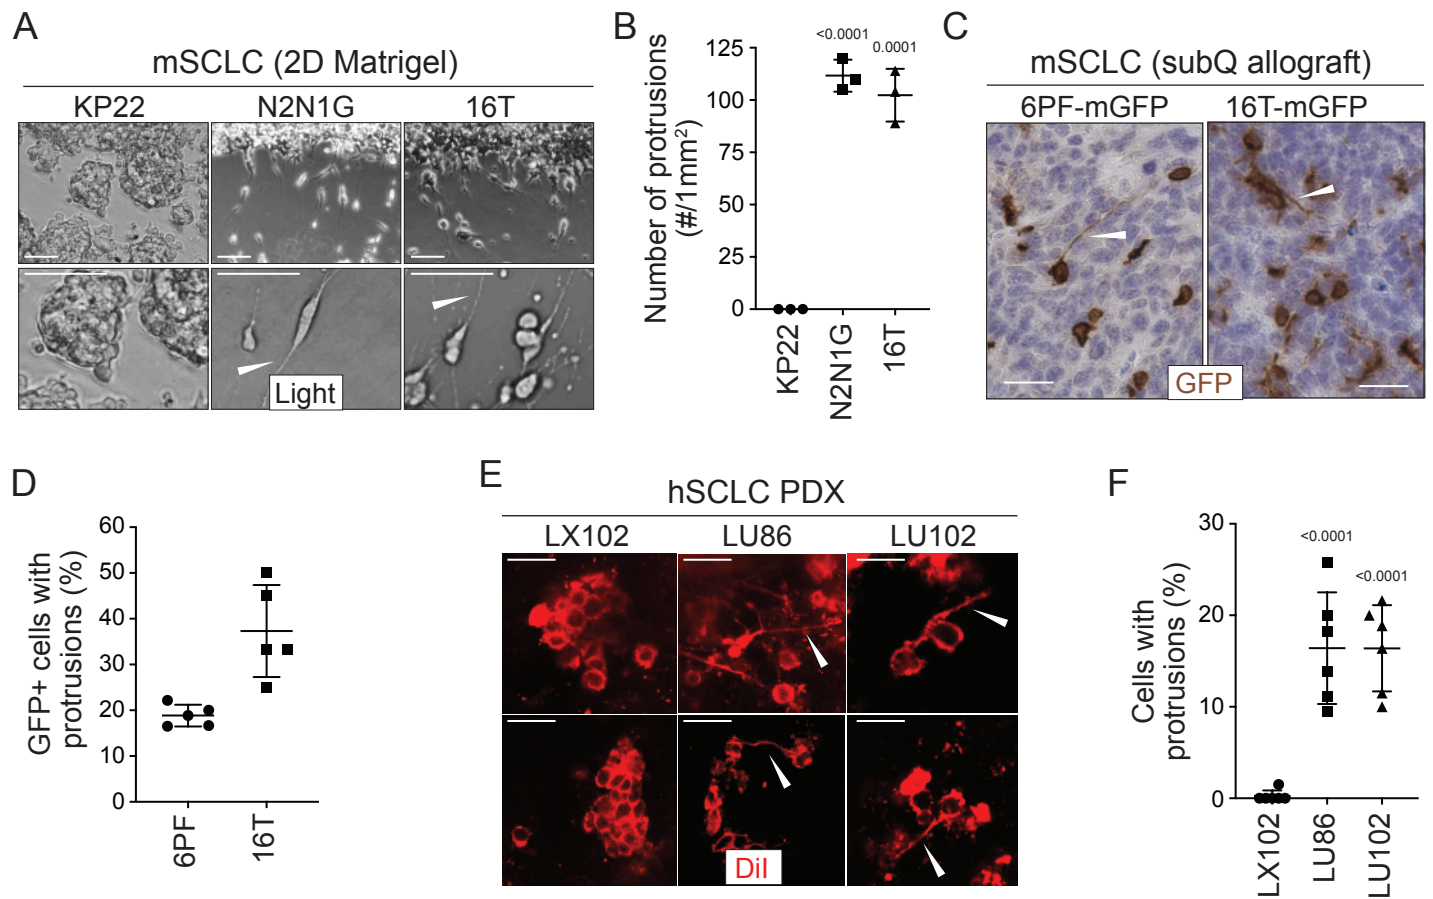 A
mSCLC (2D Matrigel)
KP22 N2N1G 16T
Light
B
Number of protrusions
(#/1mm²)
125
100
75
50
25
0
<0.0001 0.0001
KP22 N2N1G 16T
C
mSCLC (subQ allograft)
6PF-mGFP 16T-mGFP
GFP
D
GFP+ cells with
protrusions (%)
60
50
40
30
20
10
0
6PF 16T
E
hSCLC PDX
LX102 LU86 LU102
DiI
F
Cells with
protrusions (%)
30
20
10
0
<0.0001
<0.0001
LX102 LU86 LU102